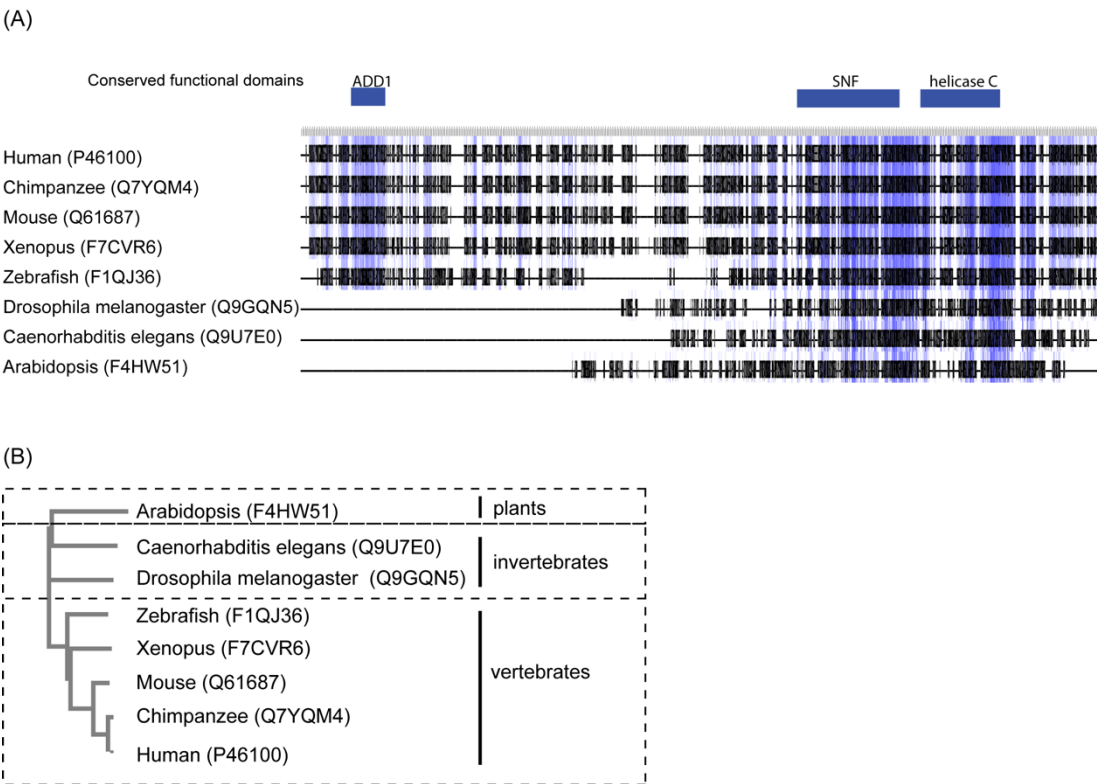 (A)
Conserved functional domains ADD1 SNF helicase C
Human (P46100)
Chimpanzee (Q7YQM4)
Mouse (Q61687)
Xenopus (F7CVR6)
Zebrafish (F1QJ36)
Drosophila melanogaster (Q9GQN5)
Caenorhabditis elegans (Q9U7E0)
Arabidopsis (F4HW51)
(B)
Arabidopsis (F4HW51) plants
Caenorhabditis elegans (Q9U7E0)
invertebrates
Drosophila melanogaster (Q9GQN5)
Zebrafish (F1QJ36)
Xenopus (F7CVR6)
vertebrates
Mouse (Q61687)
Chimpanzee (Q7YQM4)
Human (P46100)